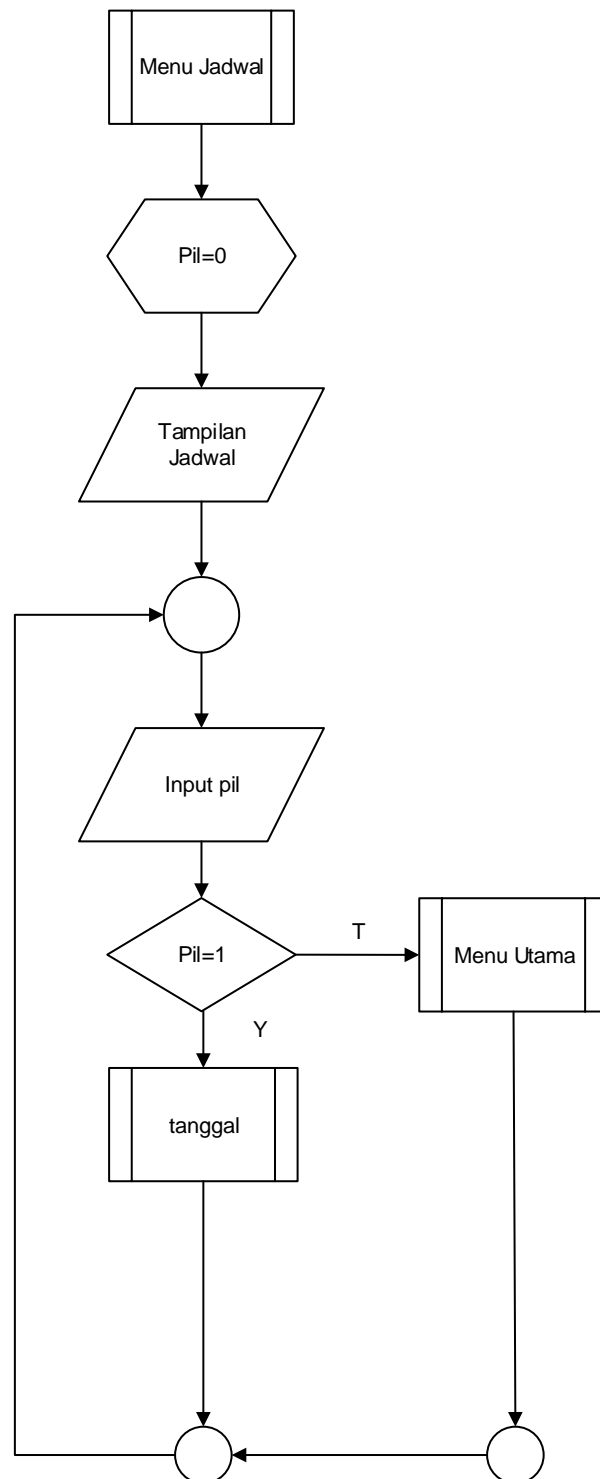 Menu Jadwal
Pil=0
Tampilan
Jadwal
Input pil
Pil=1
T
Menu Utama
Y
tanggal